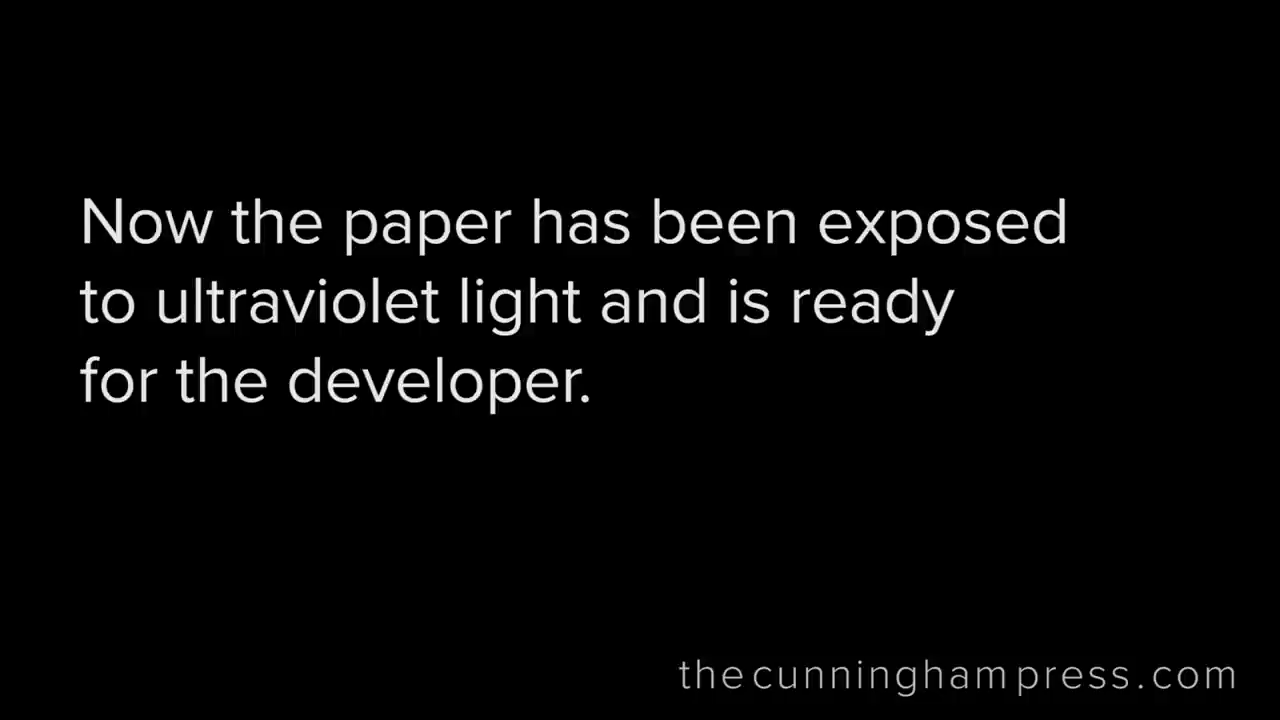 Now the paper has been exposed
to ultraviolet light and is ready
for the developer.
thecunninghampress.com